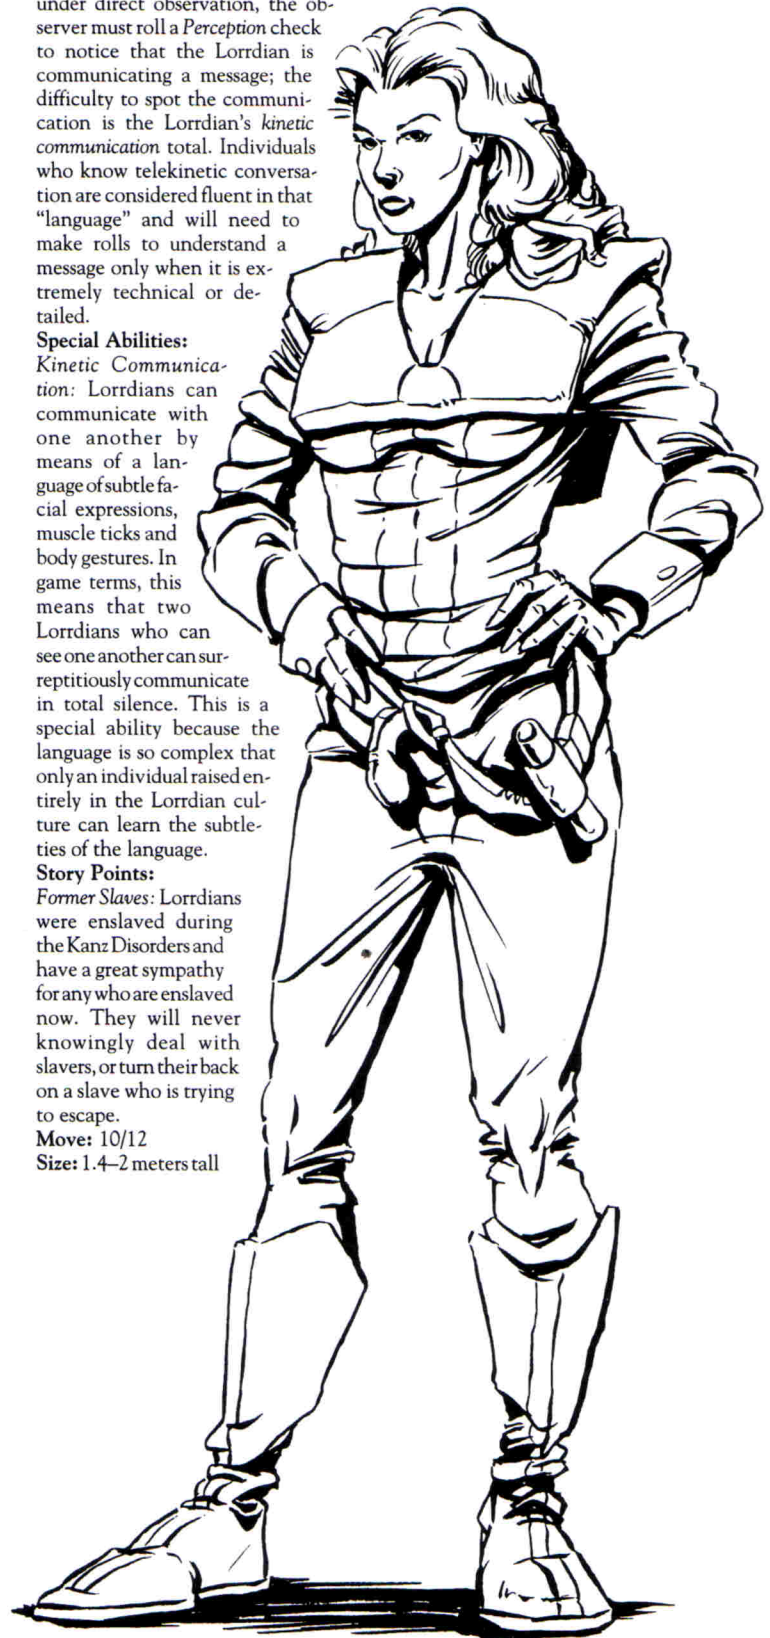 under direct observation, the ob-
server must roll a Perception check
to notice that the Lorrdian is
communicating a message; the
difficulty to spot the communi-
cation is the Lorrdian's kinetic
communication total. Individuals
who know telekinetic conversa-
tion are considered fluent in that
"language" and will need to
make rolls to understand a
message only when it is ex-
tremely technical or de-
tailed.
Special Abilities:
Kinetic Communica-
tion: Lorrdians can
communicate with
one another by
means of a lan-
guage of subtle fa-
cial expressions,
muscle ticks and
body gestures. In
game terms, this
means that two
Lorrdians who can
see one another can sur-
reptitiously communicate
in total silence. This is a
special ability because the
language is so complex that
only an individual raised en-
tirely in the Lorrdian cul-
ture can learn the subtle-
ties of the language.
Story Points:
Former Slaves: Lorrdians
were enslaved during
the Kanz Disorders and
have a great sympathy
for any who are enslaved
now. They will never
knowingly deal with
slavers, or turn their back
on a slave who is trying
to escape.
Move: 10/12
Size: 1.4–2 meters tall